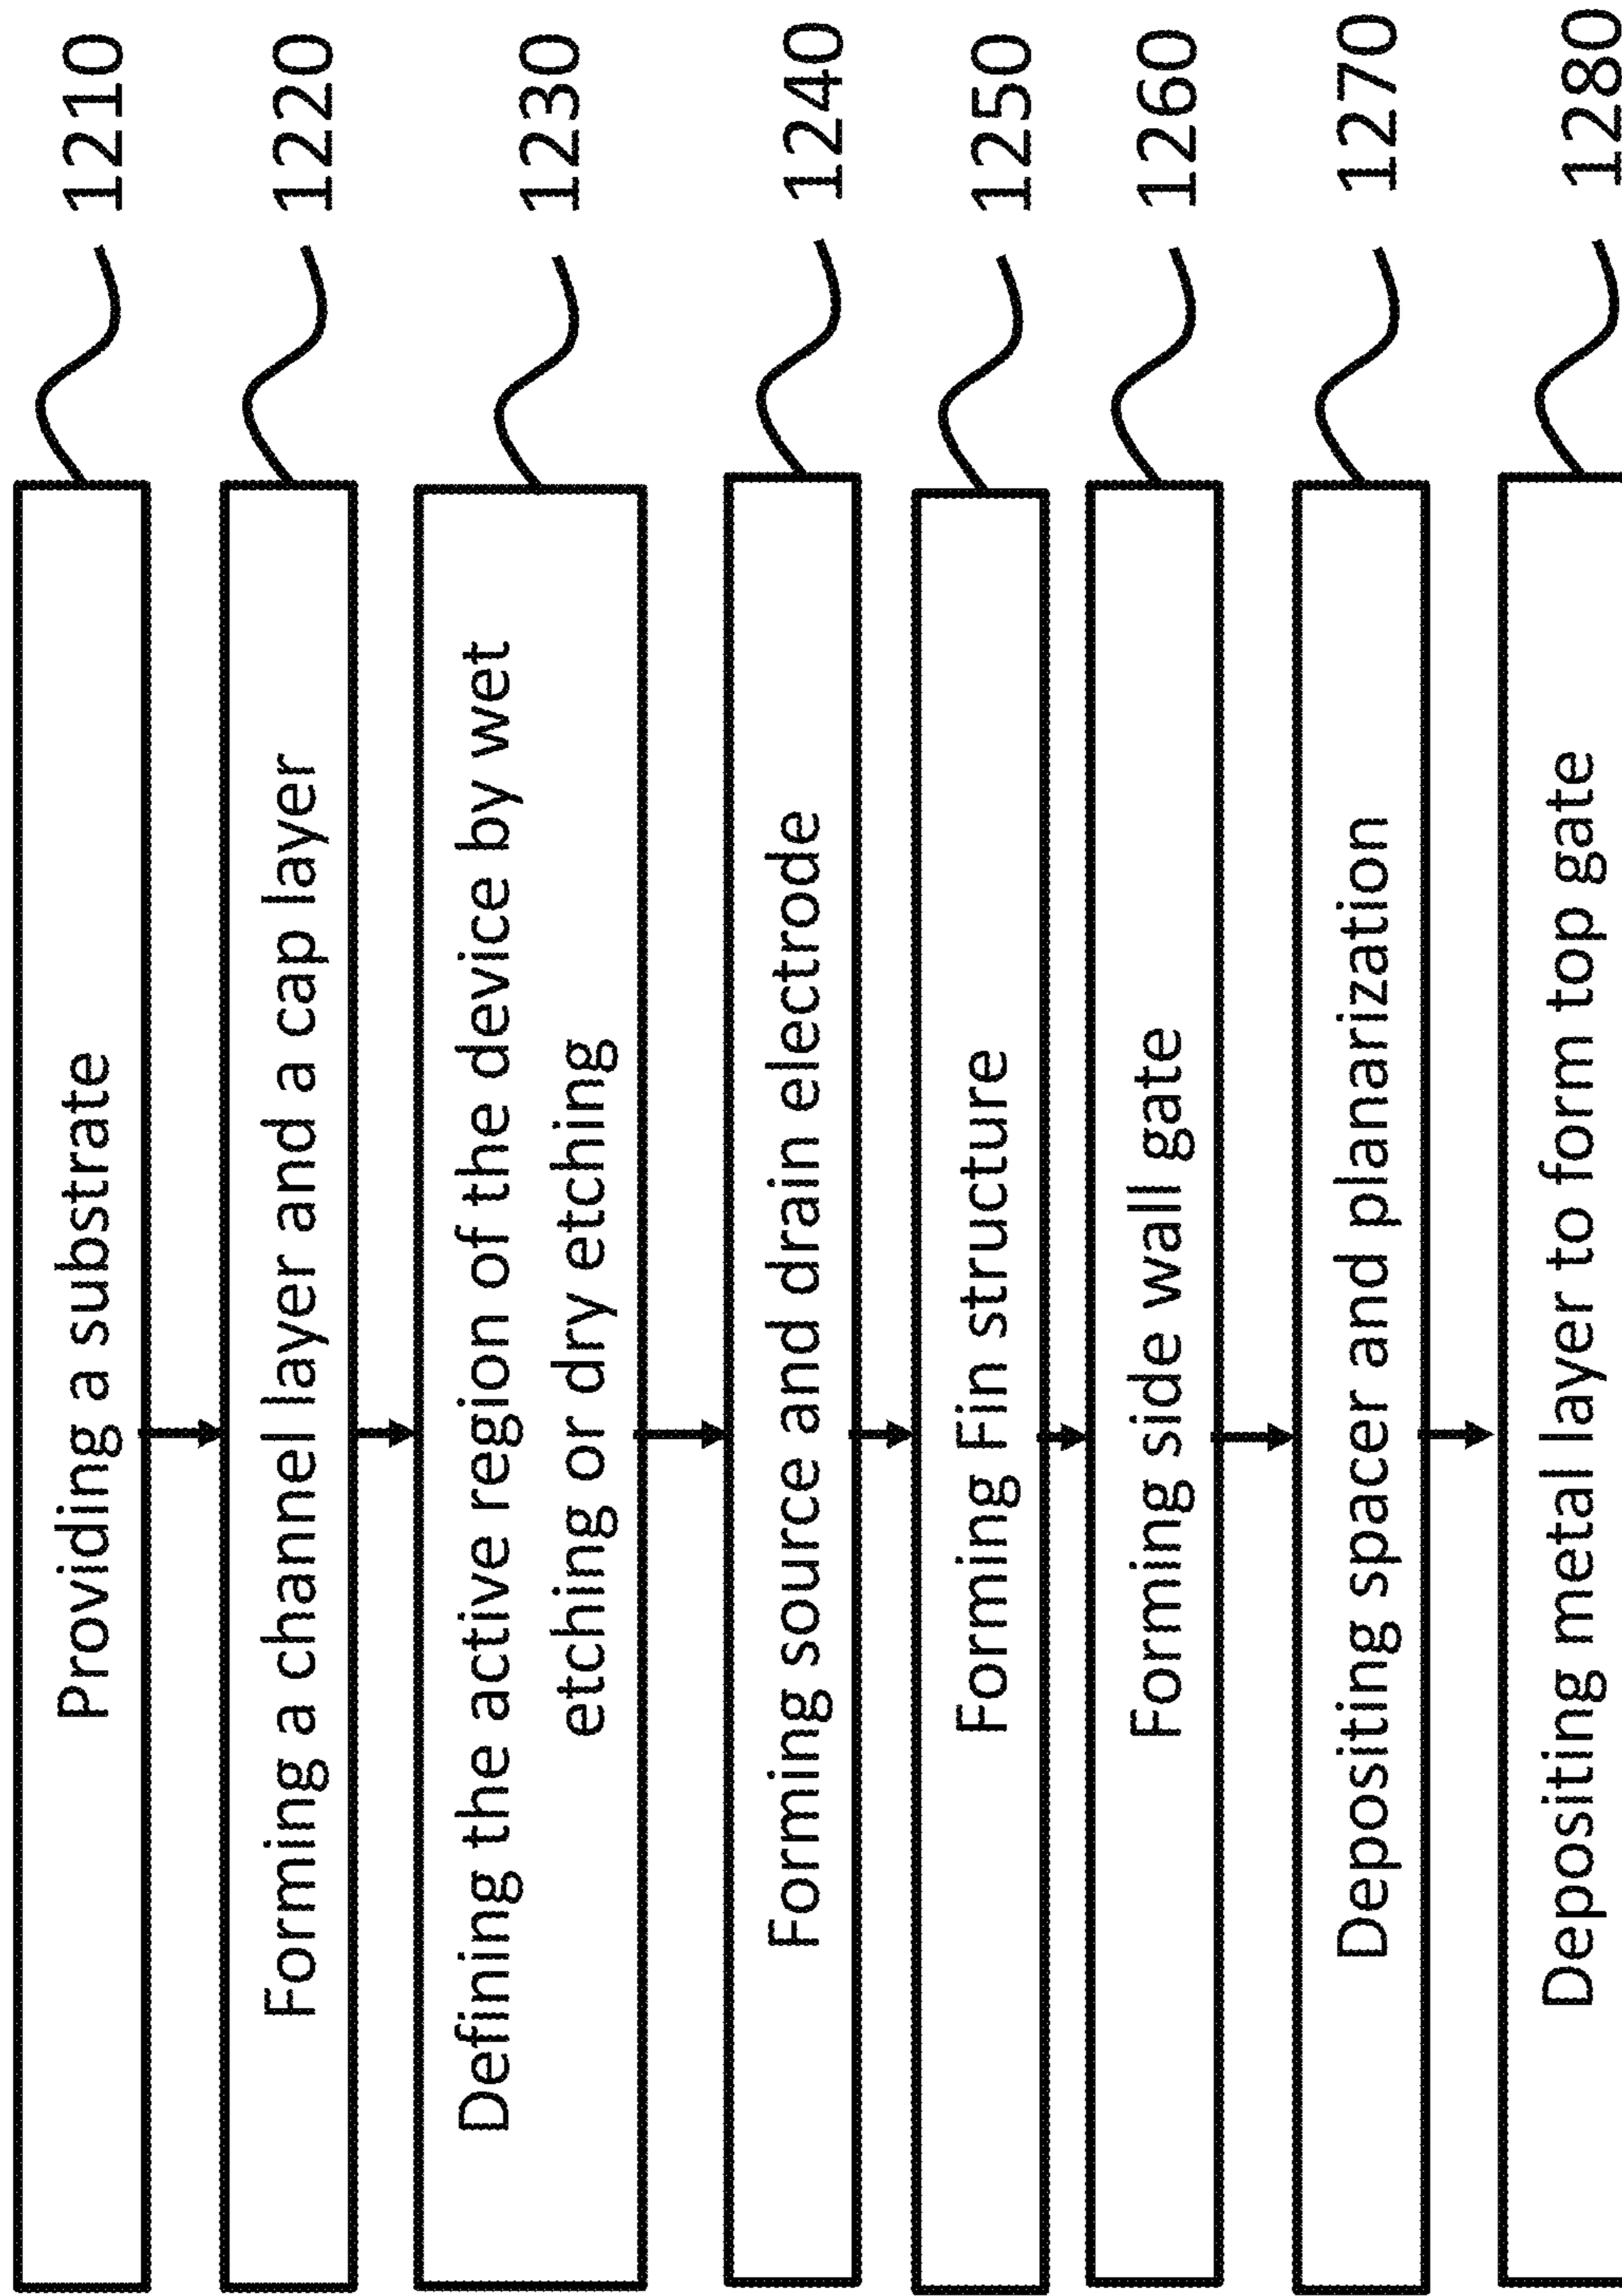 Providing a substrate 1210
Forming a channel layer and a cap layer 1220
Defining the active region of the device by wet
etching or dry etching 1230
Forming source and drain electrode 1240
Forming Fin structure 1250
Forming side wall gate 1260
Depositing spacer and planarization 1270
Depositing metal layer to form top gate 1280